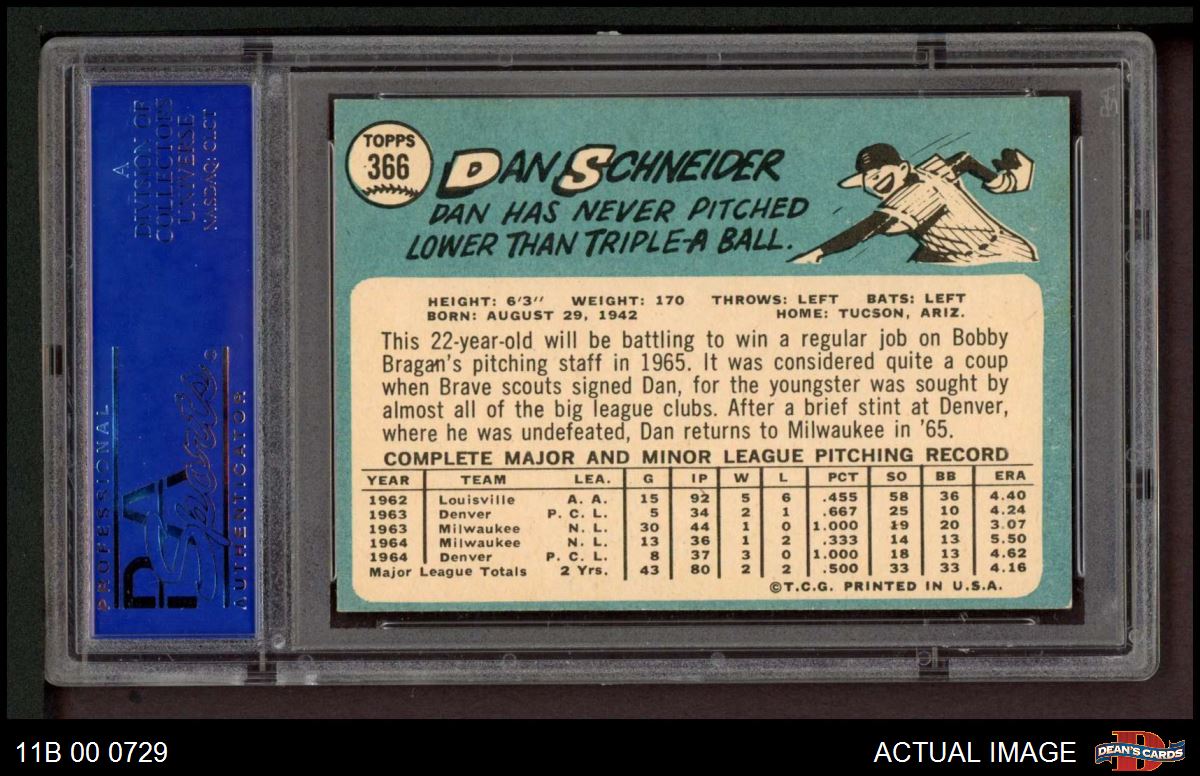 A
DIVISION OF
COLLECTORS
UNIVERSE
NASDAQ: CLCT
PROFESSIONAL
PSA
Sports
AUTHENTICATOR
TOPPS
366
DAN SCHNEIDER
DAN HAS NEVER PITCHED
LOWER THAN TRIPLE-A BALL.
HEIGHT: 6'3" WEIGHT: 170 THROWS: LEFT BATS: LEFT
BORN: AUGUST 29, 1942 HOME: TUCSON, ARIZ.
This 22-year-old will be battling to win a regular job on Bobby
Bragan's pitching staff in 1965. It was considered quite a coup
when Brave scouts signed Dan, for the youngster was sought by
almost all of the big league clubs. After a brief stint at Denver,
where he was undefeated, Dan returns to Milwaukee in '65.
COMPLETE MAJOR AND MINOR LEAGUE PITCHING RECORD
YEAR TEAM LEA. G IP W L PCT SO BB ERA
1962 Louisville A. A. 15 92 5 6 .455 58 36 4.40
1963 Denver P. C. L. 5 34 2 1 .667 25 10 4.24
1963 Milwaukee N. L. 30 44 1 0 1.000 19 20 3.07
1964 Milwaukee N. L. 13 36 1 2 .333 14 13 5.50
1964 Denver P. C. L. 8 37 3 0 1.000 18 13 4.62
Major League Totals 2 Yrs. 43 80 2 2 .500 33 33 4.16
©T.C.G. PRINTED IN U.S.A.
11B 00 0729
ACTUAL IMAGE
DEAN'S CARDS